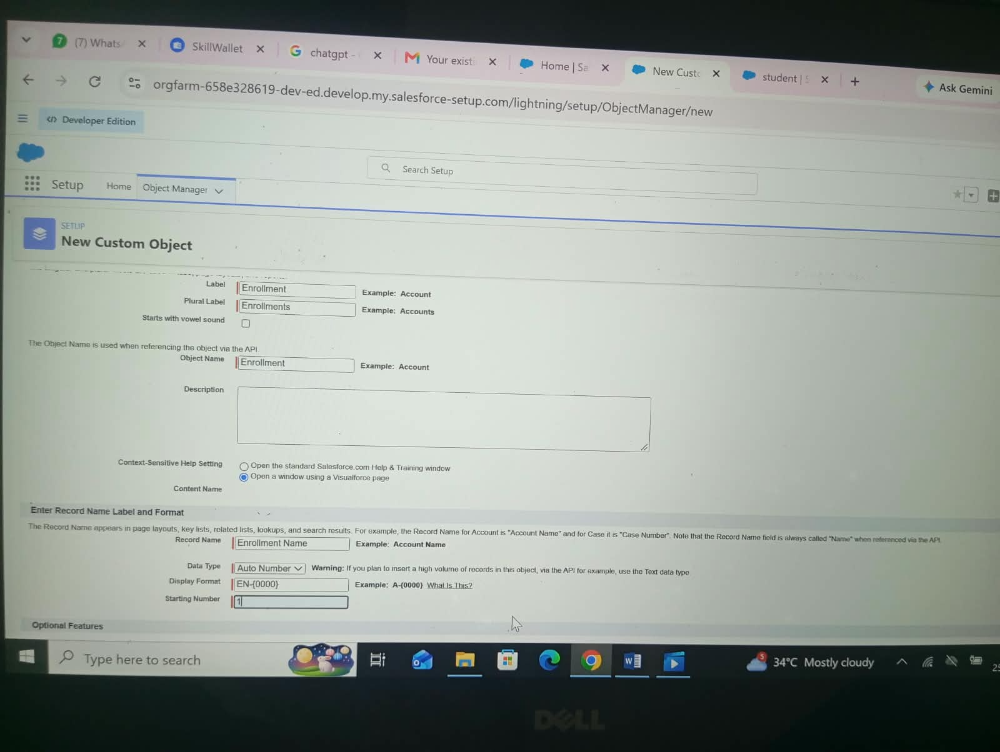 7 (7) Whats
SkillWallet
chatgpt -
Your existi
Home | Sa
New Custo
student | S
orgfarm-658e328619-dev-ed.develop.my.salesforce-setup.com/lightning/setup/ObjectManager/new
Ask Gemini
Developer Edition
Search Setup
Setup Home Object Manager
SETUP
New Custom Object
Label Enrollment Example: Account
Plural Label Enrollments Example: Accounts
Starts with vowel sound
The Object Name is used when referencing the object via the API.
Object Name Enrollment Example: Account
Description
Context-Sensitive Help Setting Open the standard Salesforce.com Help & Training window
Open a window using a Visualforce page
Content Name
Enter Record Name Label and Format
The Record Name appears in page layouts, key lists, related lists, lookups, and search results. For example, the Record Name for Account is "Account Name" and for Case it is "Case Number". Note that the Record Name field is always called "Name" when referenced via the API.
Record Name Enrollment Name Example: Account Name
Data Type Auto Number Warning: If you plan to insert a high volume of records in this object, via the API for example, use the Text data type
Display Format EN-{0000} Example: A-{0000} What Is This?
Starting Number 1
Optional Features
Type here to search
5 34°C Mostly cloudy
DELL